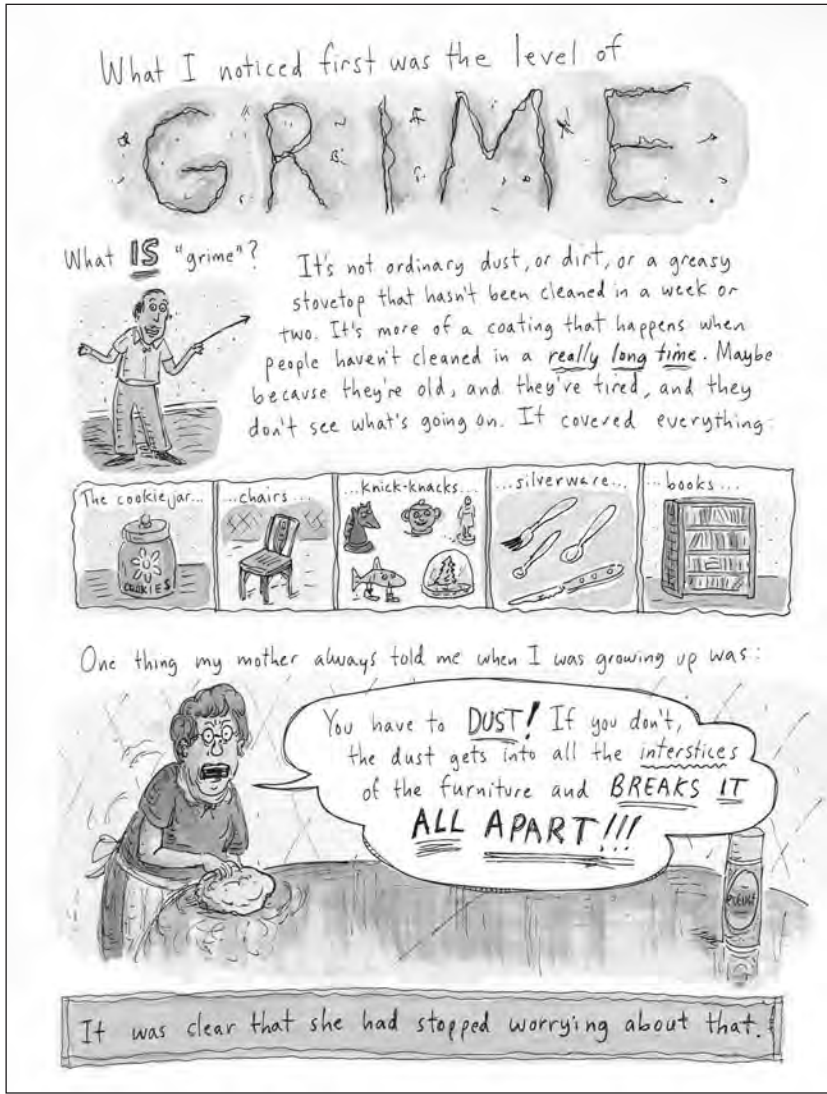 What I noticed first was the level of
GRIME
What IS "grime"?
It's not ordinary dust, or dirt, or a greasy
stovetop that hasn't been cleaned in a week or
two. It's more of a coating that happens when
people haven't cleaned in a really long time. Maybe
because they're old, and they're tired, and they
don't see what's going on. It covered everything:
The cookie jar...
...chairs...
...knick-knacks...
...silverware...
...books...
COOKIES
One thing my mother always told me when I was growing up was:
You have to DUST! If you don't,
the dust gets into all the interstices
of the furniture and BREAKS IT
ALL APART!!!
It was clear that she had stopped worrying about that.